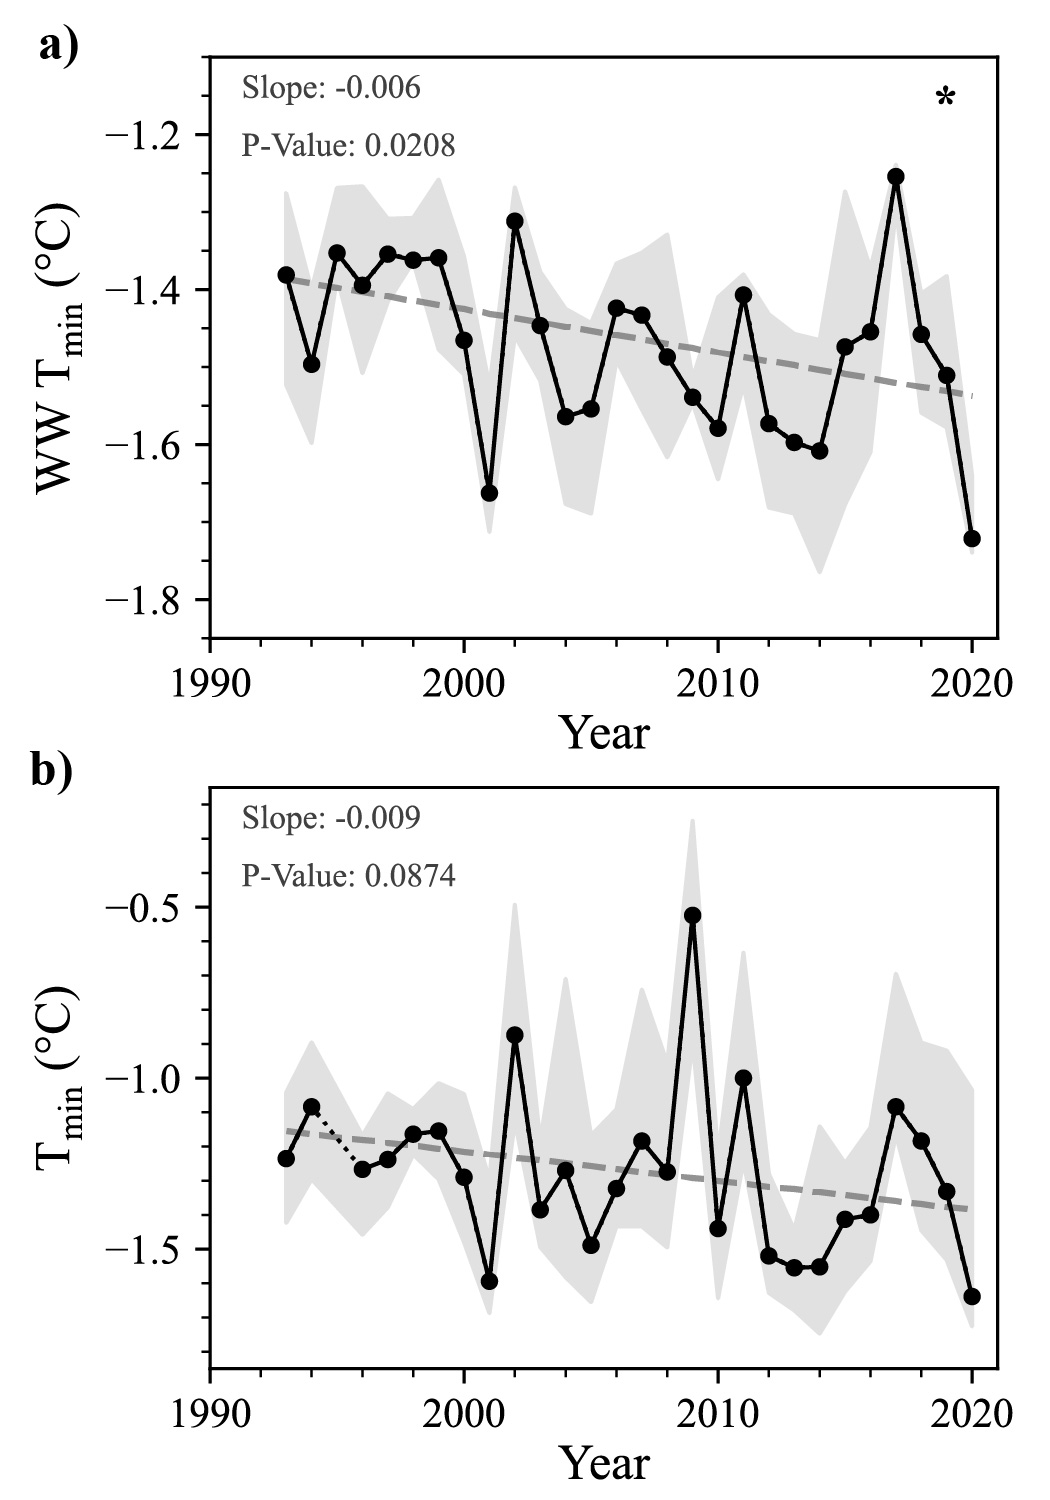 a)
Slope: -0.006
*
P-Value: 0.0208
−1.2
−1.4
−1.6
−1.8
WW Tmin (°C)
1990 2000 2010 2020
Year
b)
Slope: -0.009
P-Value: 0.0874
−0.5
−1.0
−1.5
Tmin (°C)
1990 2000 2010 2020
Year